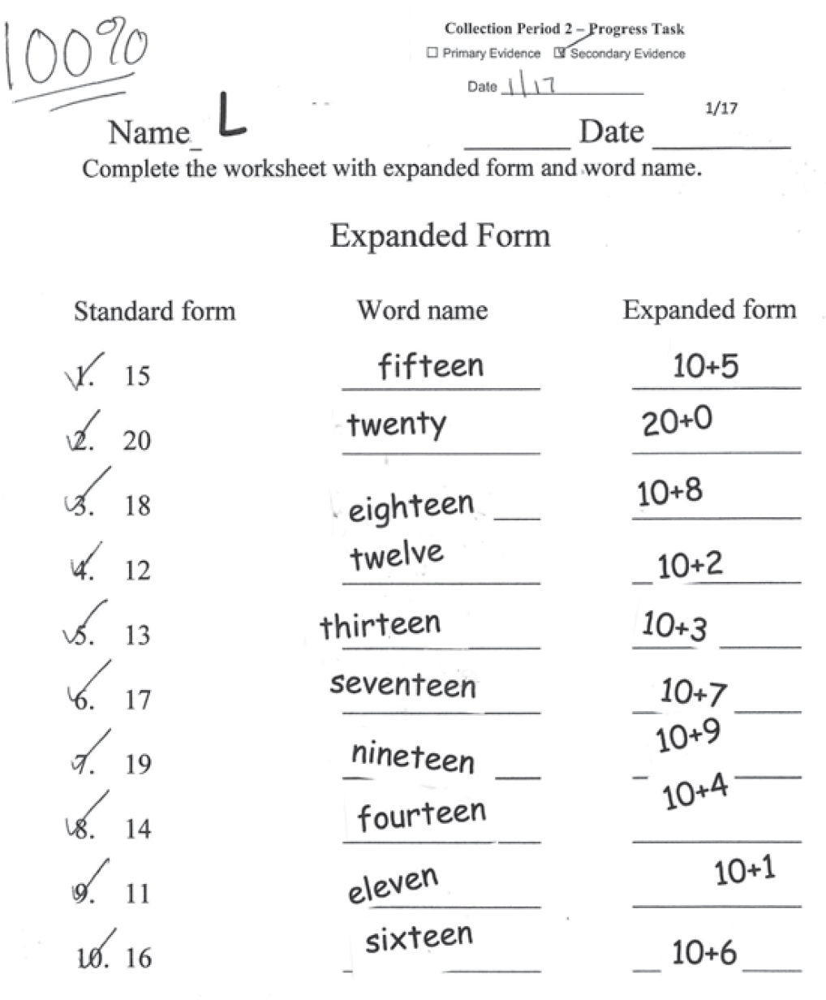 100%
Collection Period 2 – Progress Task
☐ Primary Evidence ☑ Secondary Evidence
Date 1/17
1/17
Name L Date
Complete the worksheet with expanded form and word name.
Expanded Form
Standard form Word name Expanded form
1. 15 fifteen 10+5
2. 20 twenty 20+0
3. 18 eighteen 10+8
4. 12 twelve 10+2
5. 13 thirteen 10+3
6. 17 seventeen 10+7
7. 19 nineteen 10+9
8. 14 fourteen 10+4
9. 11 eleven 10+1
10. 16 sixteen 10+6